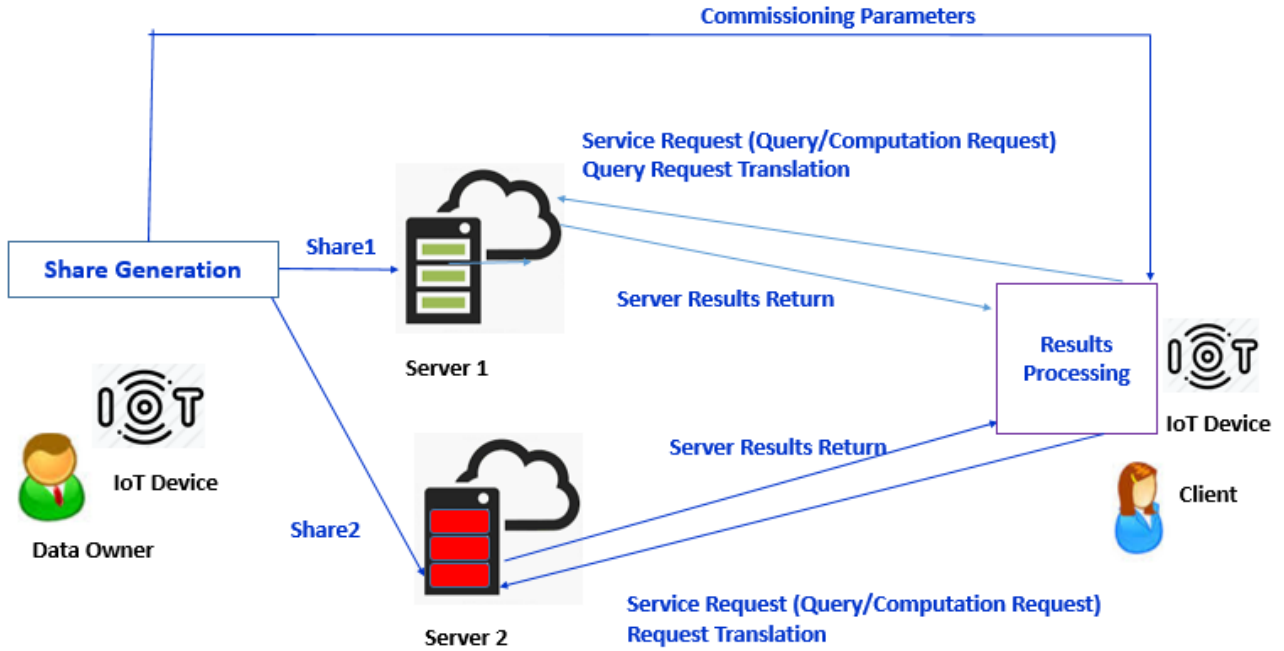 Commissioning Parameters
Service Request (Query/Computation Request)
Query Request Translation
Share1
Share Generation
Server Results Return
Server 1
Results
Processing
IOT
IoT Device
IOT
IoT Device
Server Results Return
Client
Share2
Data Owner
Service Request (Query/Computation Request)
Request Translation
Server 2